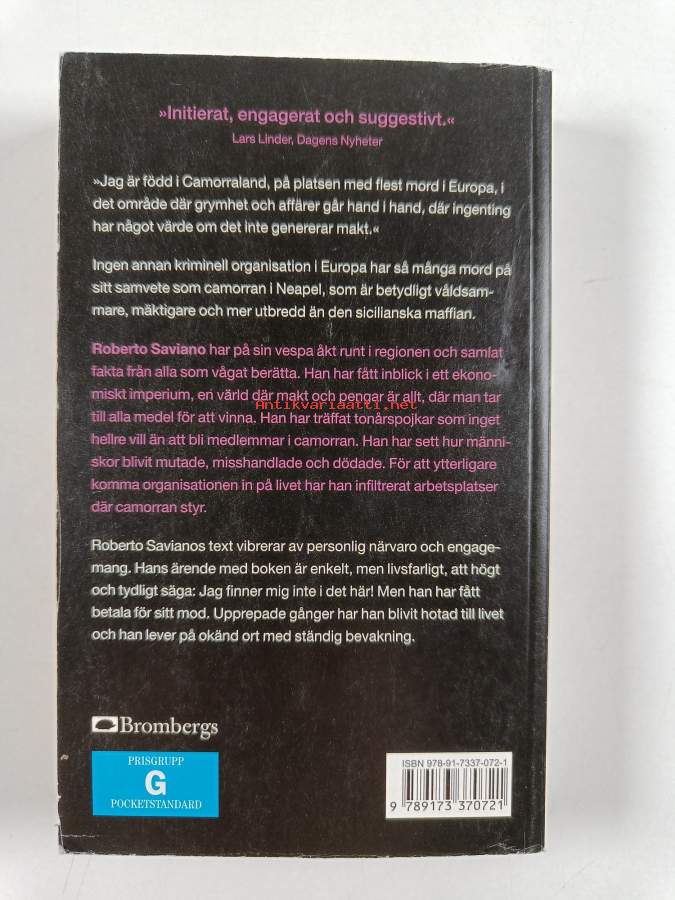 »Initierat, engagerat och suggestivt.«
Lars Linder, Dagens Nyheter
»Jag är född i Camorraland, på platsen med flest mord i Europa, i
det område där grymhet och affärer går hand i hand, där ingenting
har något värde om det inte genererar makt.«
Ingen annan kriminell organisation i Europa har så många mord på
sitt samvete som camorran i Neapel, som är betydligt våldsam-
mare, mäktigare och mer utbredd än den sicilianska maffian.
Roberto Saviano har på sin vespa åkt runt i regionen och samlat
fakta från alla som vågat berätta. Han har fått inblick i ett ekono-
miskt imperium, en värld där makt och pengar är allt, där man tar
Antikvariaatti.net
till alla medel för att vinna. Han har träffat tonårspojkar som inget
hellre vill än att bli medlemmar i camorran. Han har sett hur männi-
skor blivit mutade, misshandlade och dödade. För att ytterligare
komma organisationen in på livet har han infiltrerat arbetsplatser
där camorran styr.
Roberto Savianos text vibrerar av personlig närvaro och engage-
mang. Hans ärende med boken är enkelt, men livsfarligt, att högt
och tydligt säga: Jag finner mig inte i det här! Men han har fått
betala för sitt mod. Upprepade gånger har han blivit hotad till livet
och han lever på okänd ort med ständig bevakning.
Brombergs
PRISGRUPP
G
POCKETSTANDARD
ISBN 978-91-7337-072-1
9 789173 370721